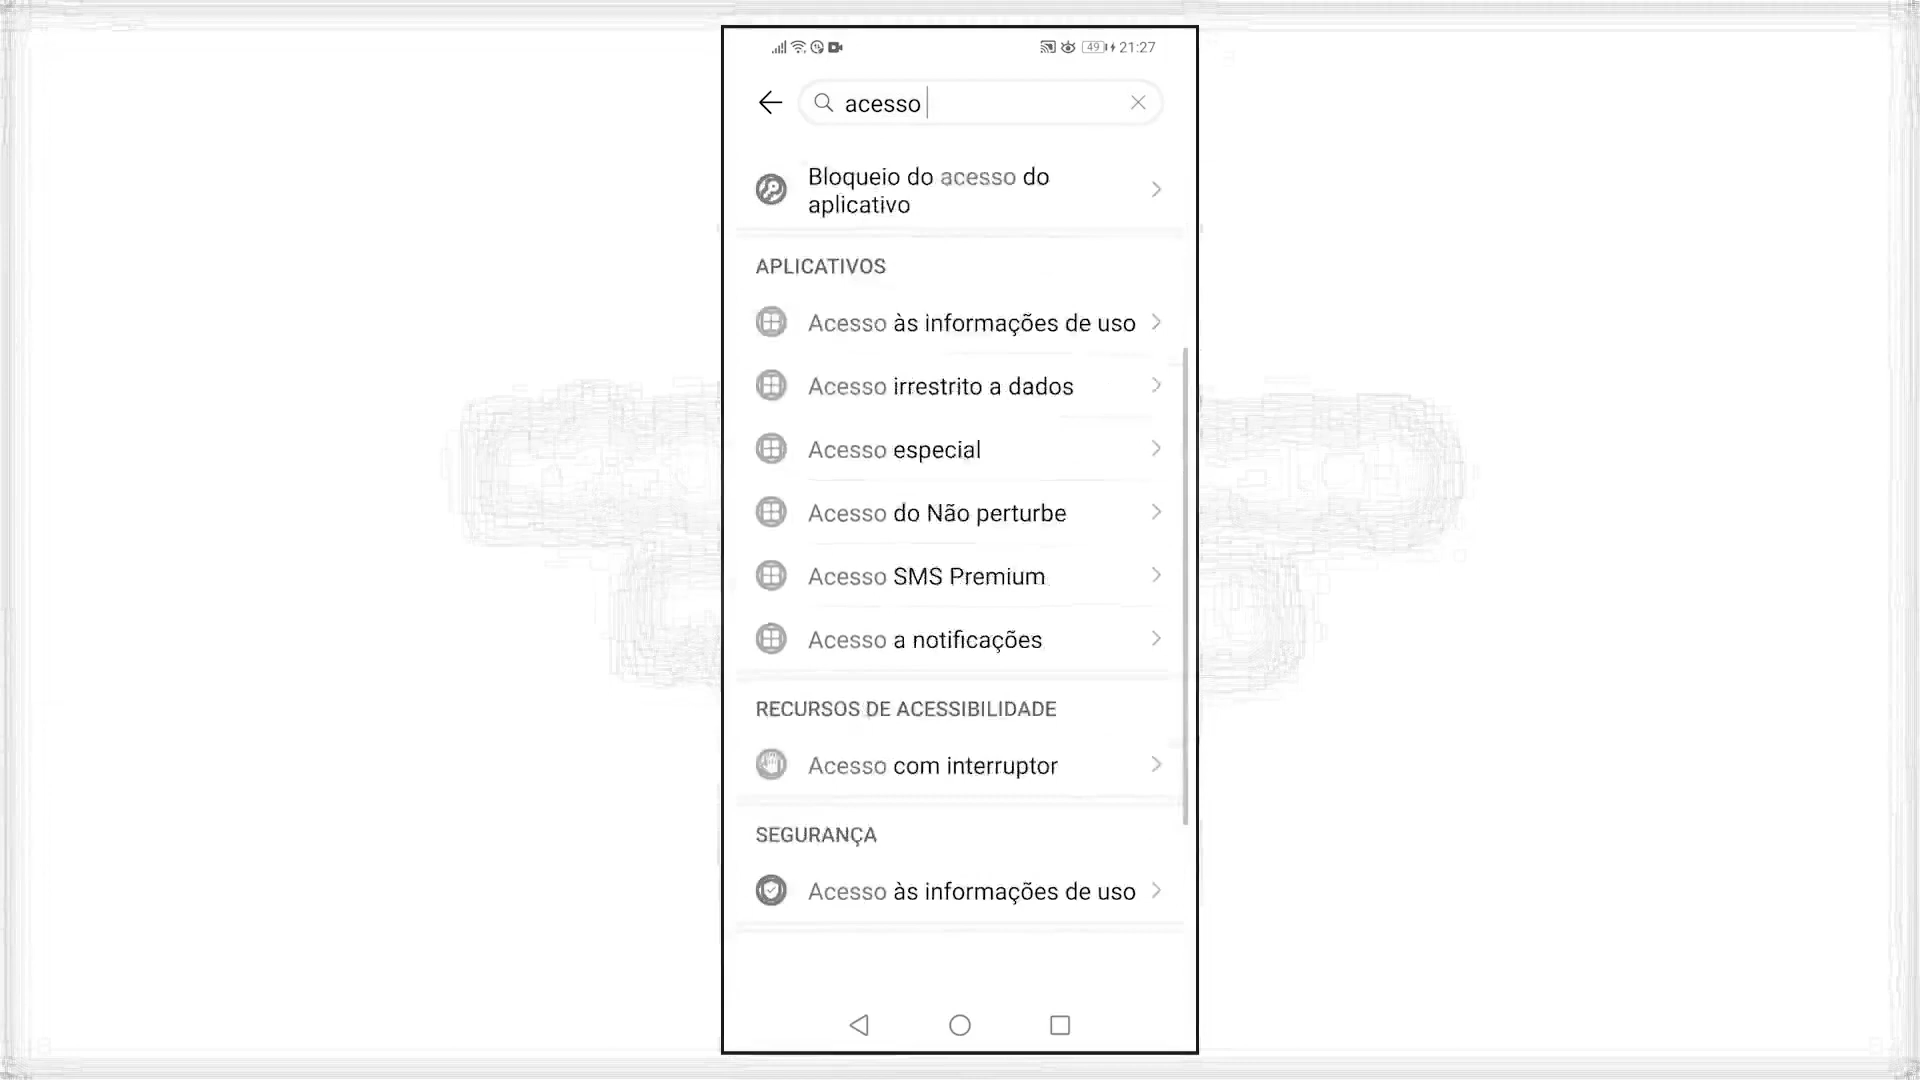 49 21:27
acesso
Bloqueio do acesso do
aplicativo
APLICATIVOS
Acesso às informações de uso
Acesso irrestrito a dados
Acesso especial
Acesso do Não perturbe
Acesso SMS Premium
Acesso a notificações
RECURSOS DE ACESSIBILIDADE
Acesso com interruptor
SEGURANÇA
Acesso às informações de uso